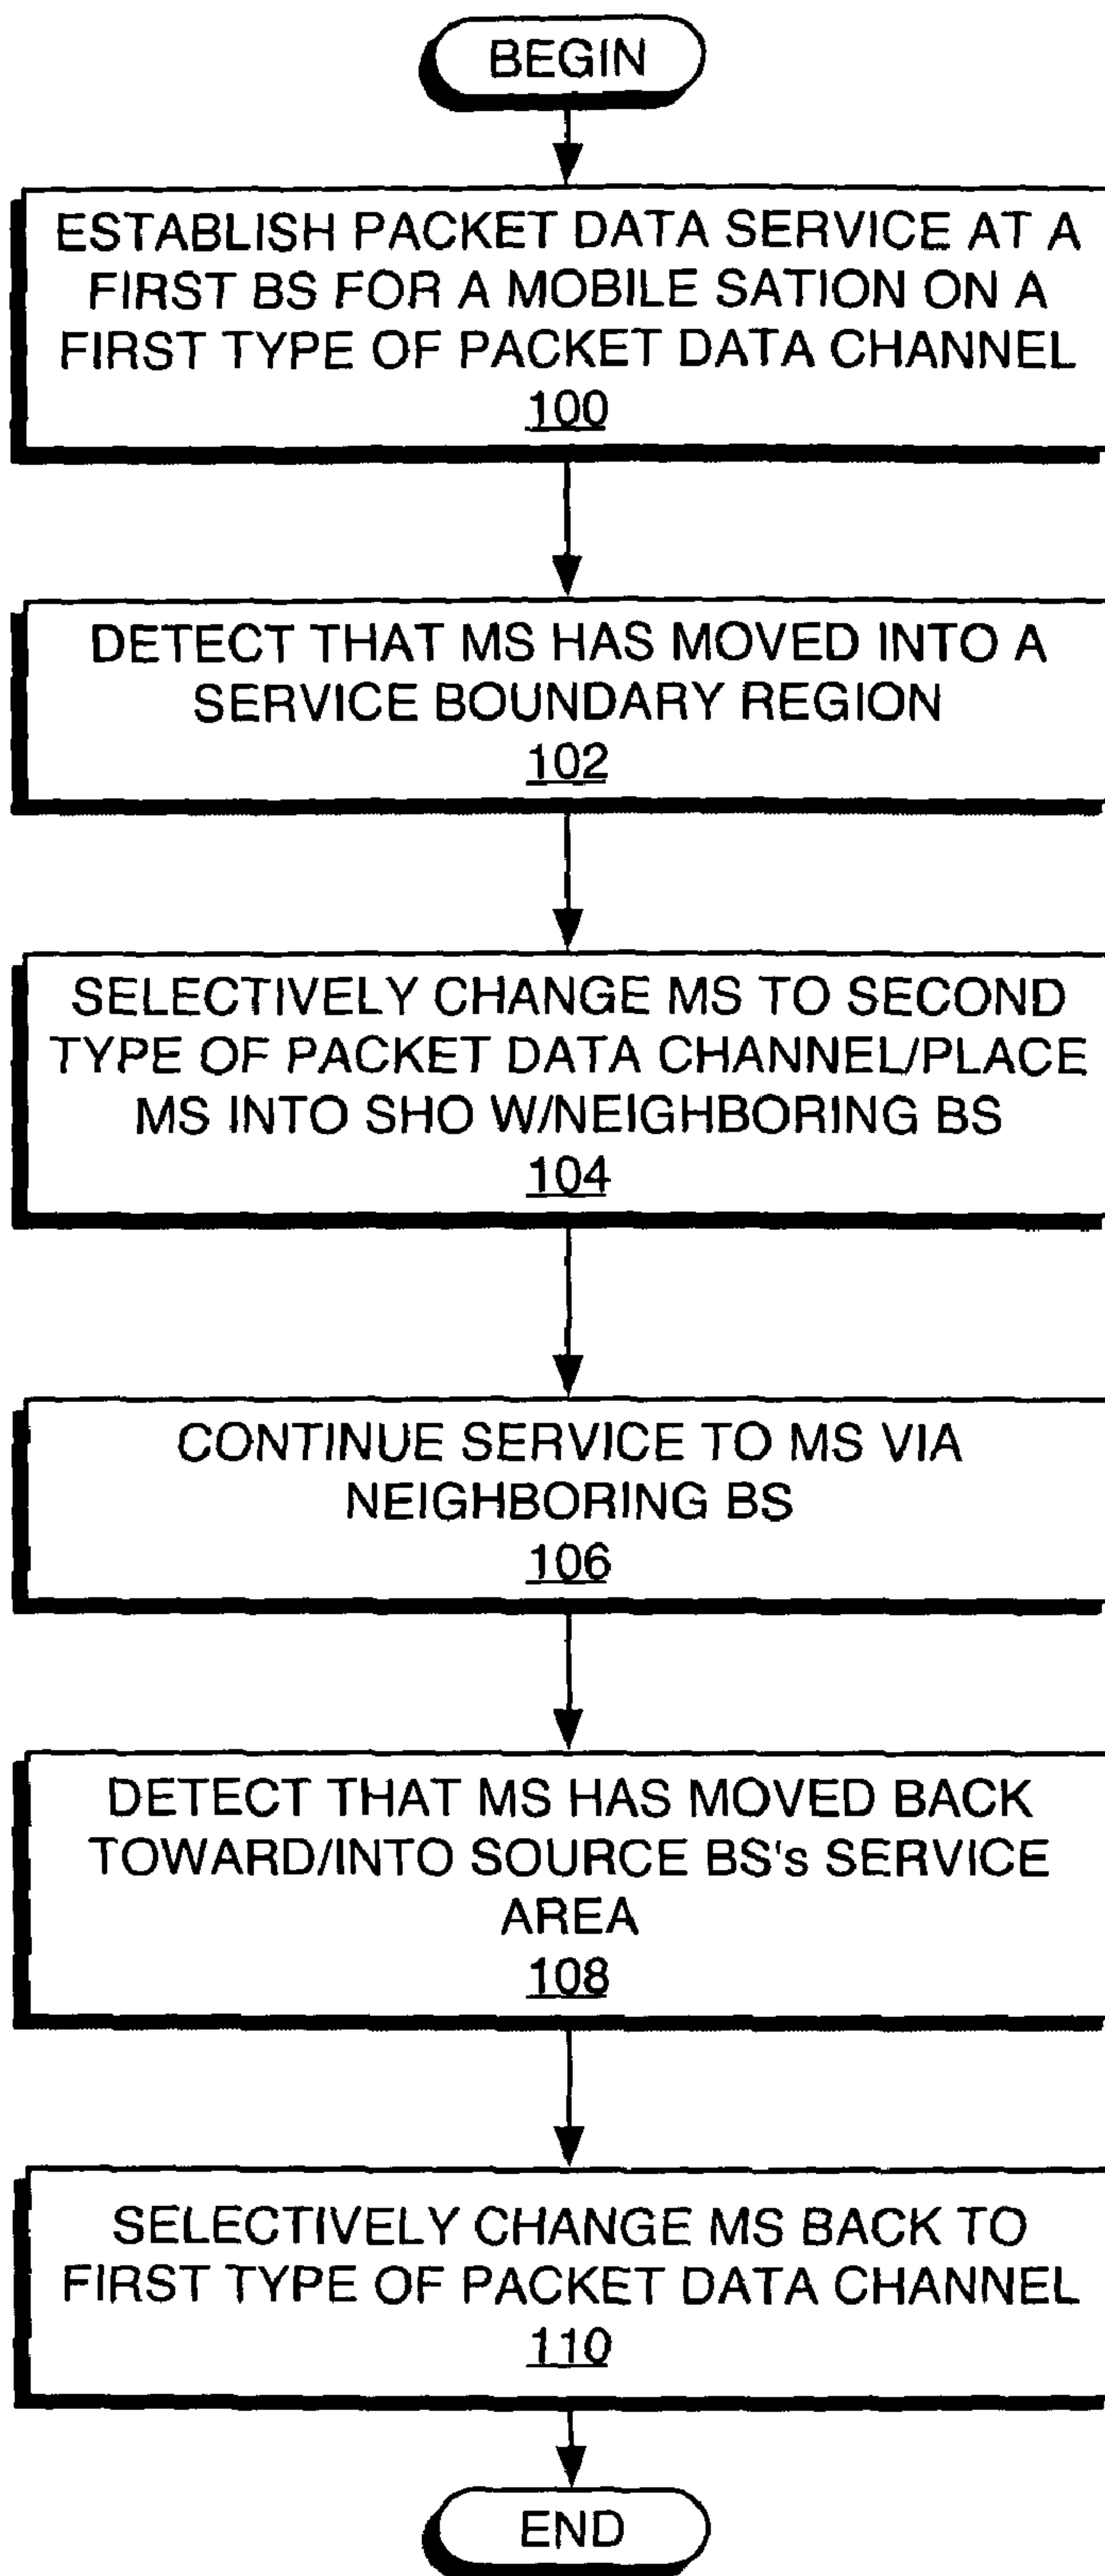 BEGIN
ESTABLISH PACKET DATA SERVICE AT A
FIRST BS FOR A MOBILE SATION ON A
FIRST TYPE OF PACKET DATA CHANNEL
100
DETECT THAT MS HAS MOVED INTO A
SERVICE BOUNDARY REGION
102
SELECTIVELY CHANGE MS TO SECOND
TYPE OF PACKET DATA CHANNEL/PLACE
MS INTO SHO W/NEIGHBORING BS
104
CONTINUE SERVICE TO MS VIA
NEIGHBORING BS
106
DETECT THAT MS HAS MOVED BACK
TOWARD/INTO SOURCE BS's SERVICE
AREA
108
SELECTIVELY CHANGE MS BACK TO
FIRST TYPE OF PACKET DATA CHANNEL
110
END